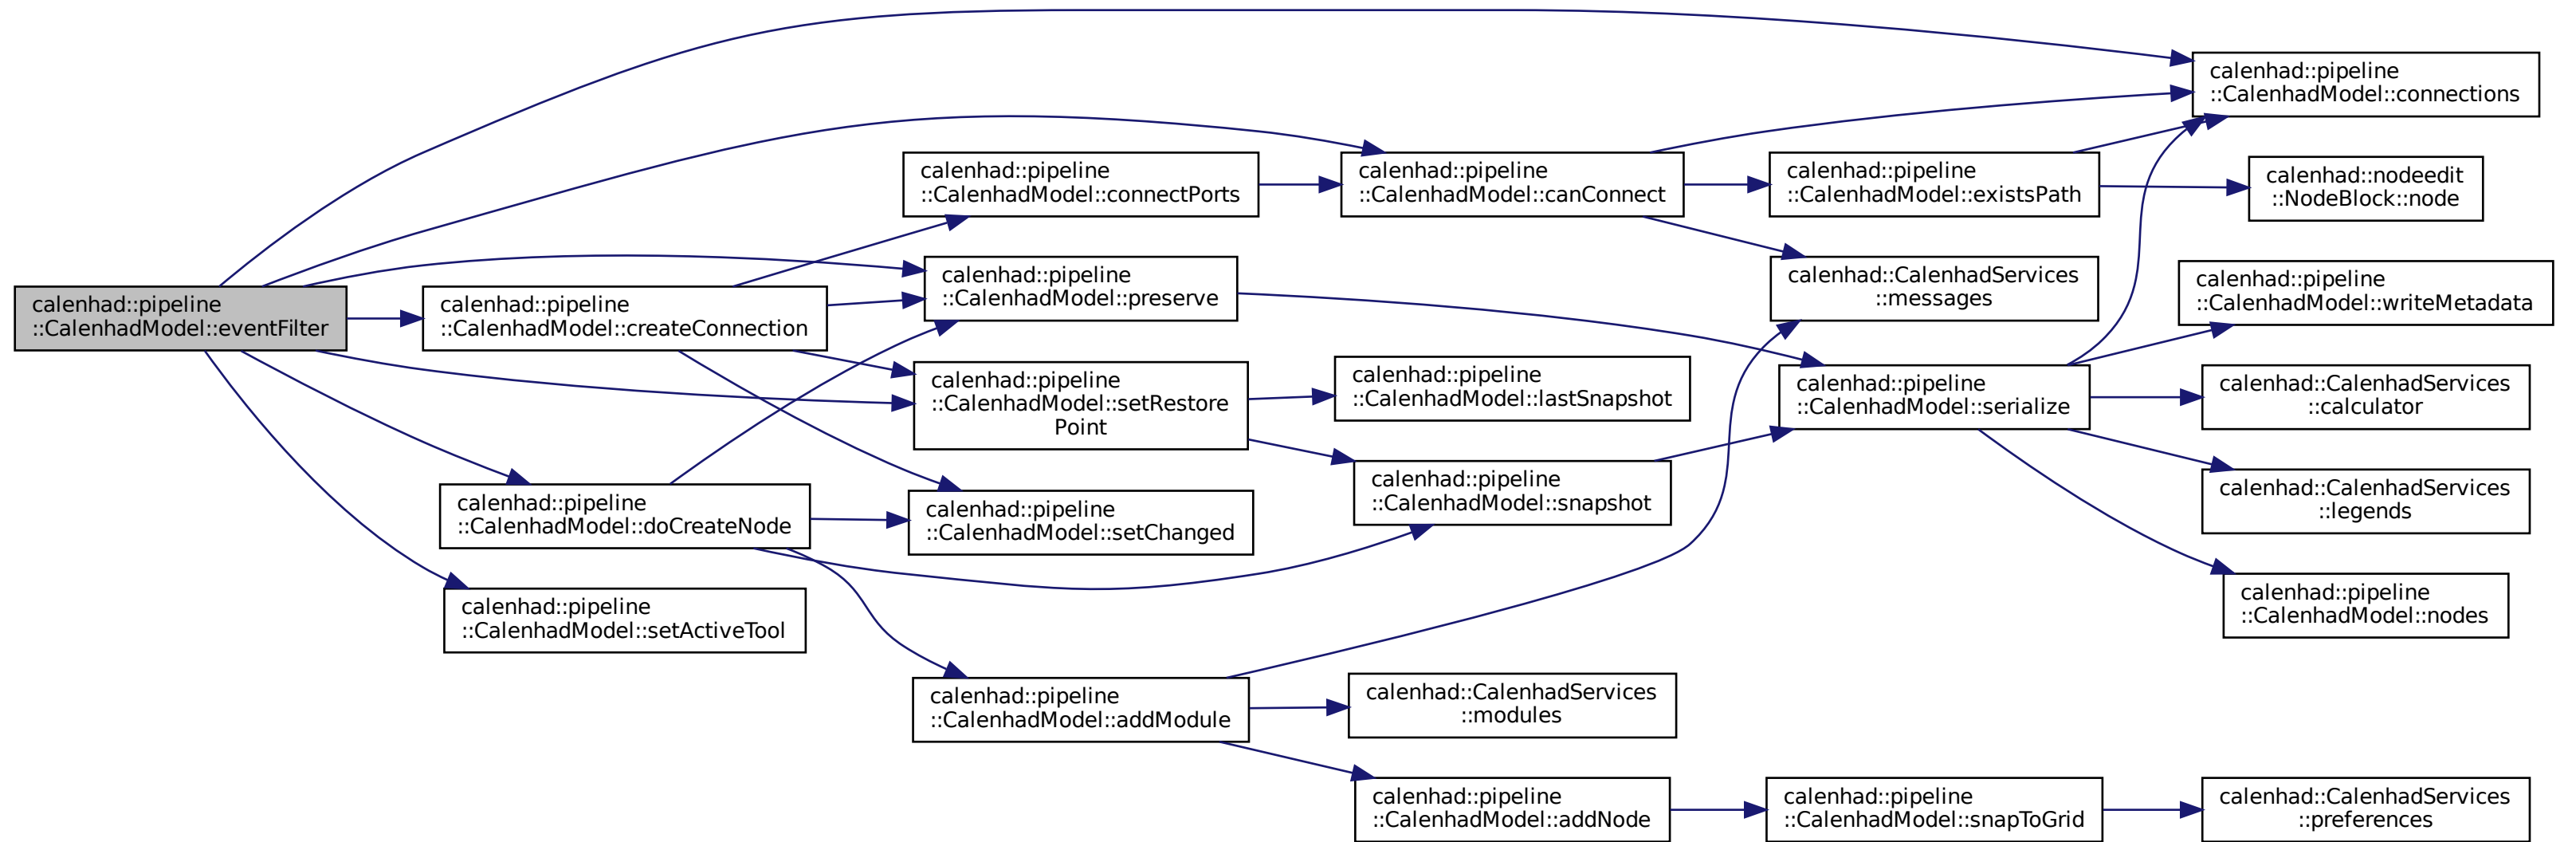 calenhad::pipeline
::CalenhadModel::eventFilter
calenhad::pipeline
::CalenhadModel::createConnection
calenhad::pipeline
::CalenhadModel::doCreateNode
calenhad::pipeline
::CalenhadModel::setActiveTool
calenhad::pipeline
::CalenhadModel::connectPorts
calenhad::pipeline
::CalenhadModel::preserve
calenhad::pipeline
::CalenhadModel::setRestore
Point
calenhad::pipeline
::CalenhadModel::setChanged
calenhad::pipeline
::CalenhadModel::addModule
calenhad::pipeline
::CalenhadModel::canConnect
calenhad::pipeline
::CalenhadModel::lastSnapshot
calenhad::pipeline
::CalenhadModel::snapshot
calenhad::CalenhadServices
::modules
calenhad::pipeline
::CalenhadModel::addNode
calenhad::pipeline
::CalenhadModel::existsPath
calenhad::CalenhadServices
::messages
calenhad::pipeline
::CalenhadModel::serialize
calenhad::pipeline
::CalenhadModel::snapToGrid
calenhad::pipeline
::CalenhadModel::connections
calenhad::nodeedit
::NodeBlock::node
calenhad::pipeline
::CalenhadModel::writeMetadata
calenhad::CalenhadServices
::calculator
calenhad::CalenhadServices
::legends
calenhad::pipeline
::CalenhadModel::nodes
calenhad::CalenhadServices
::preferences